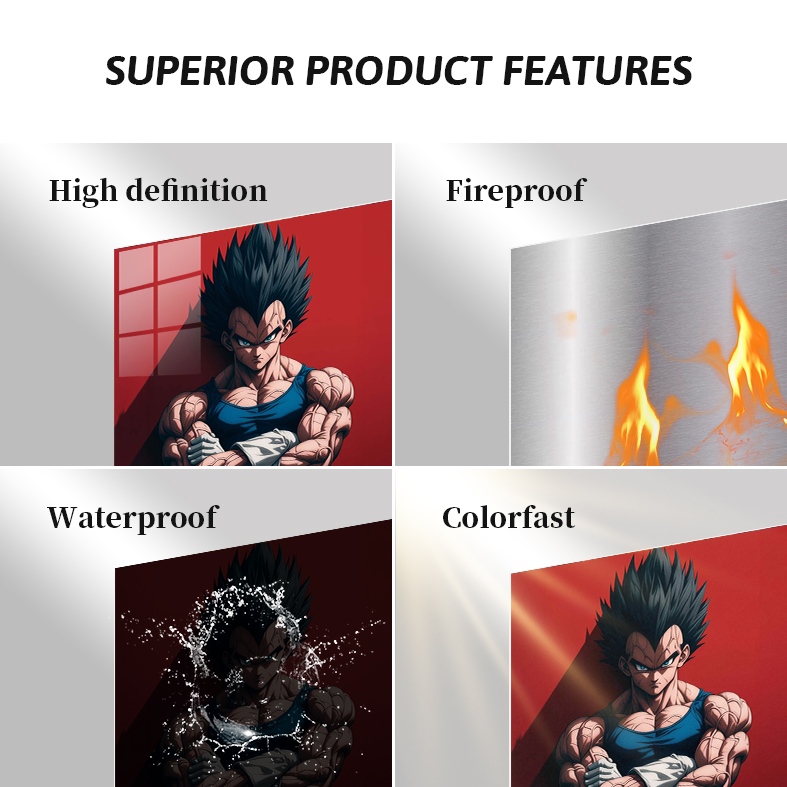 SUPERIOR PRODUCT FEATURES
High definition
Fireproof
Waterproof
Colorfast